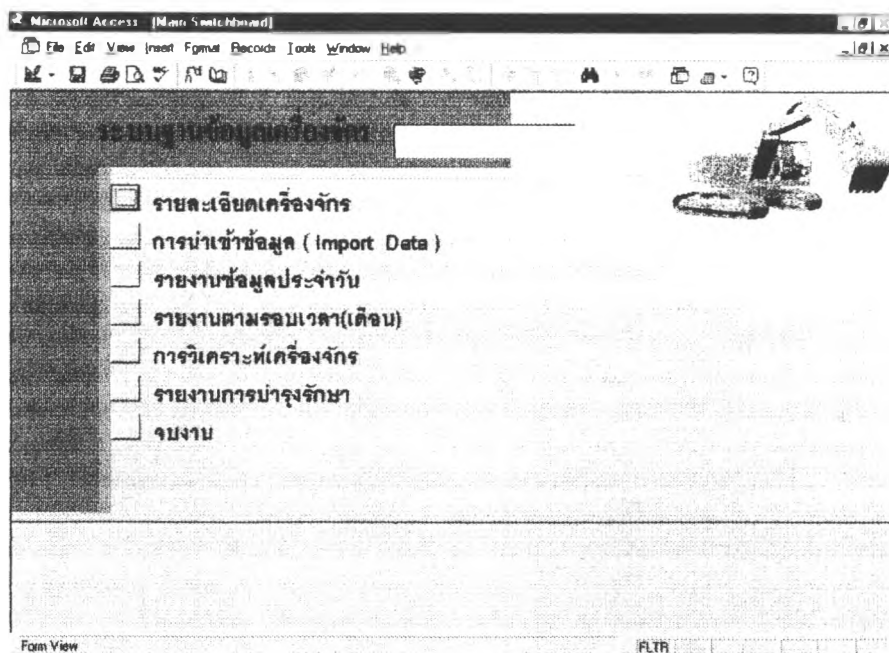 Microsoft Access - [Main Switchboard]
File Edit View Insert Format Records Tools Window Help
ระบบฐานข้อมูลเครื่องจักร
รายละเอียดเครื่องจักร
การนำเข้าข้อมูล ( Import Data )
รายงานข้อมูลประจำวัน
รายงานตามรอบเวลา(เดือน)
การวิเคราะห์เครื่องจักร
รายงานการบำรุงรักษา
จบงาน
Form View FLTR